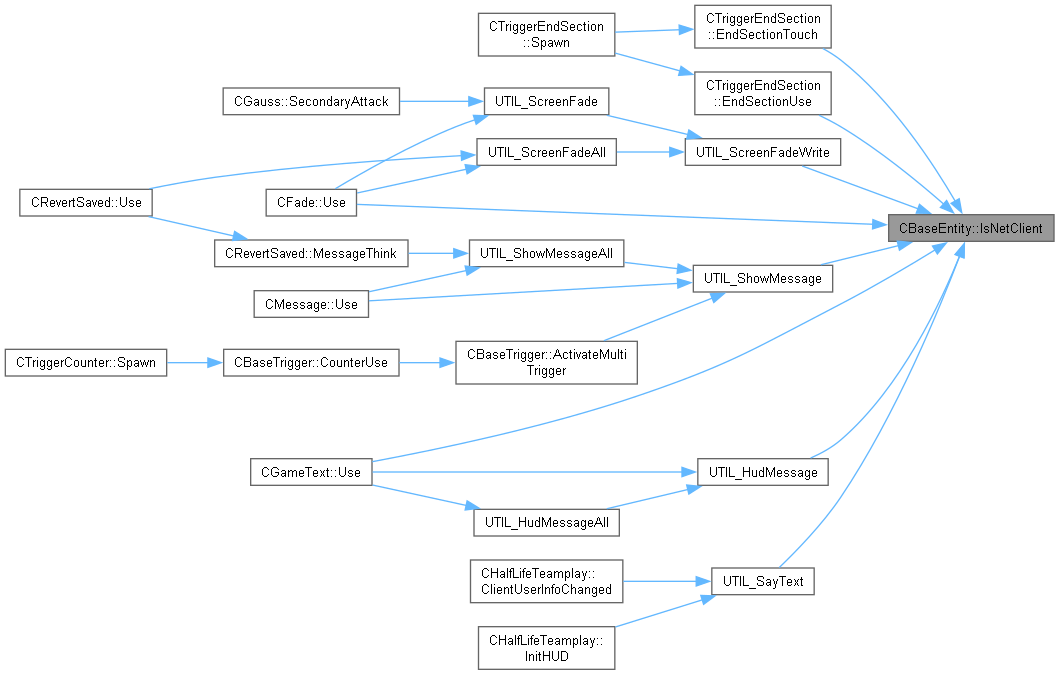 CTriggerEndSection
::Spawn
CTriggerEndSection
::EndSectionTouch
CTriggerEndSection
::EndSectionUse
CGauss::SecondaryAttack
UTIL_ScreenFade
UTIL_ScreenFadeAll
UTIL_ScreenFadeWrite
CRevertSaved::Use
CFade::Use
CBaseEntity::IsNetClient
CRevertSaved::MessageThink
UTIL_ShowMessageAll
UTIL_ShowMessage
CMessage::Use
CTriggerCounter::Spawn
CBaseTrigger::CounterUse
CBaseTrigger::ActivateMulti
Trigger
CGameText::Use
UTIL_HudMessage
UTIL_HudMessageAll
CHalfLifeTeamplay::
ClientUserInfoChanged
UTIL_SayText
CHalfLifeTeamplay::
InitHUD